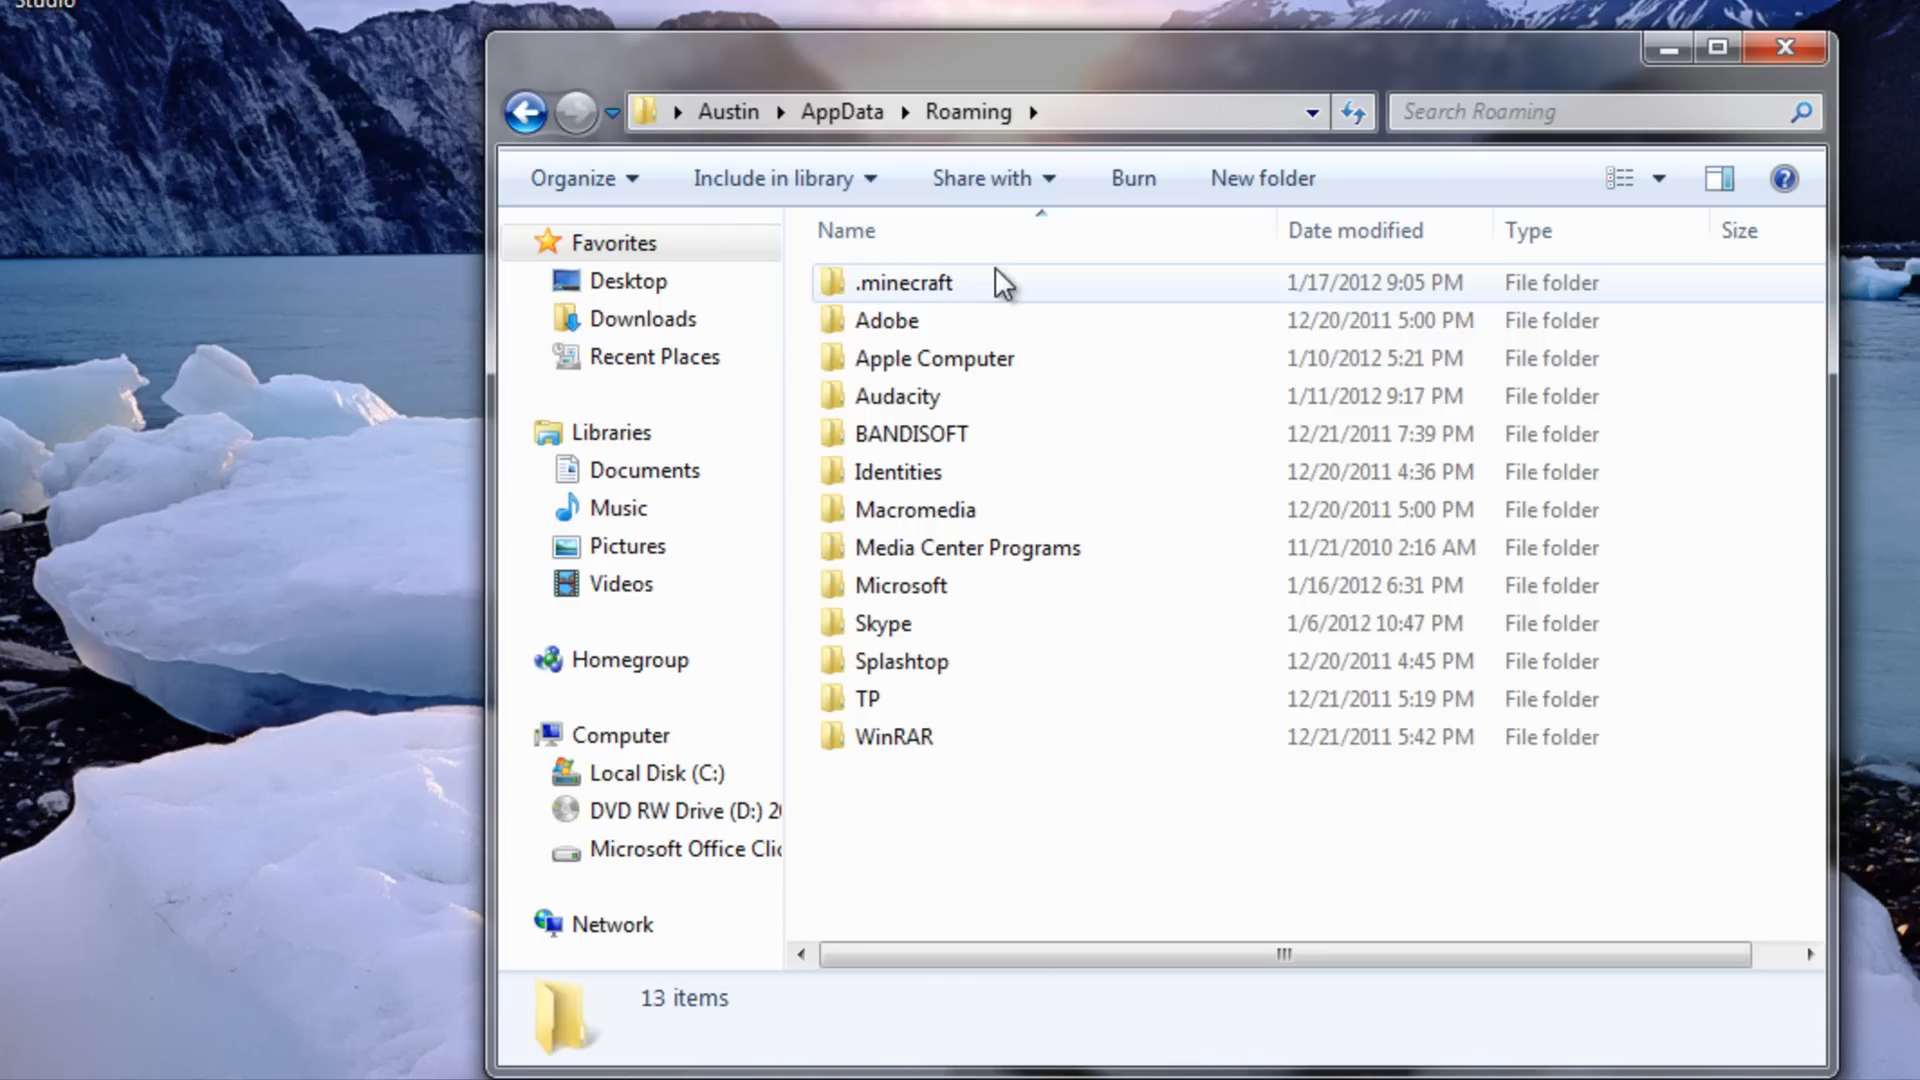 Studio
Austin AppData Roaming
Search Roaming
Organize Include in library Share with Burn New folder
Name Date modified Type Size
Favorites
Desktop
Downloads
Recent Places
Libraries
Documents
Music
Pictures
Videos
Homegroup
Computer
Local Disk (C:)
DVD RW Drive (D:)
Microsoft Office
Network
.minecraft 1/17/2012 9:05 PM File folder
Adobe 12/20/2011 5:00 PM File folder
Apple Computer 1/10/2012 5:21 PM File folder
Audacity 1/11/2012 9:17 PM File folder
BANDISOFT 12/21/2011 7:39 PM File folder
Identities 12/20/2011 4:36 PM File folder
Macromedia 12/20/2011 5:00 PM File folder
Media Center Programs 11/21/2010 2:16 AM File folder
Microsoft 1/16/2012 6:31 PM File folder
Skype 1/6/2012 10:47 PM File folder
Splashtop 12/20/2011 4:45 PM File folder
TP 12/21/2011 5:19 PM File folder
WinRAR 12/21/2011 5:42 PM File folder
13 items